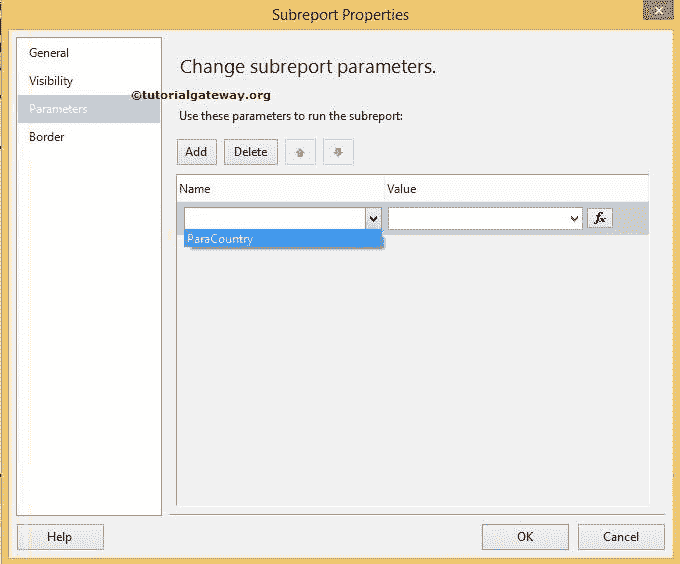 Subreport Properties
General
Visibility
Parameters
Border
Change subreport parameters.
©tutorialgateway.org
Use these parameters to run the subreport:
Add Delete
Name Value
fx
ParaCountry
Help OK Cancel